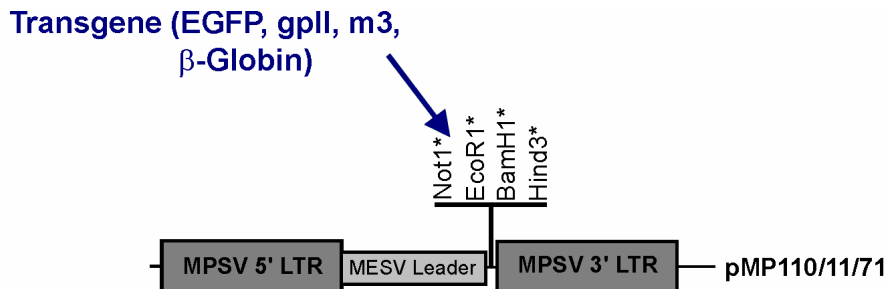 Transgene (EGFP, gpII, m3,
β-Globin)
Not1*
EcoR1*
BamH1*
Hind3*
MPSV 5' LTR
MESV Leader
MPSV 3' LTR
pMP110/11/71